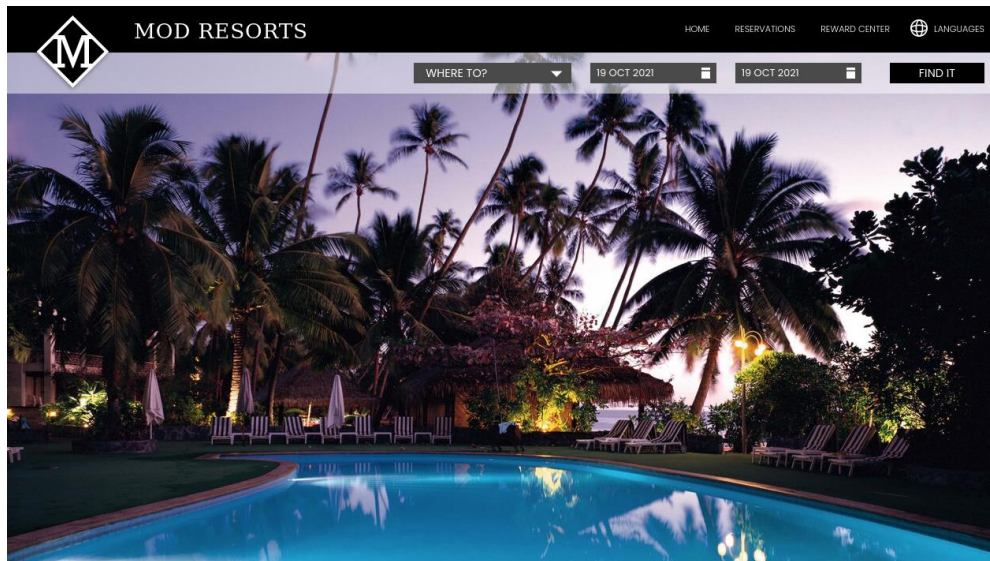 M
MOD RESORTS
HOME RESERVATIONS REWARD CENTER LANGUAGES
WHERE TO? 19 OCT 2021 19 OCT 2021 FIND IT